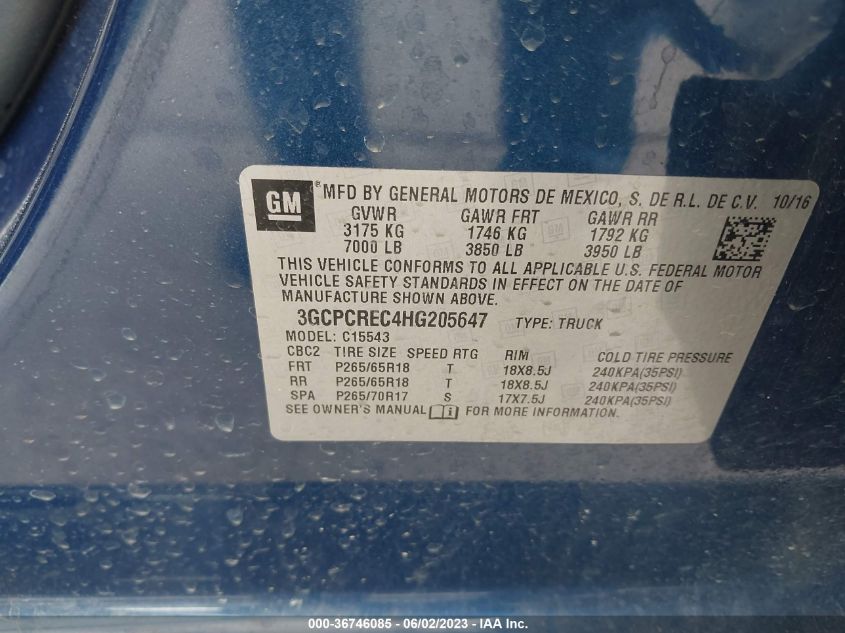 GM ® MFD BY GENERAL MOTORS DE MEXICO, S. DE R.L. DE C.V. 10/16
GVWR GAWR FRT GAWR RR
3175 KG 1746 KG 1792 KG
7000 LB 3850 LB 3950 LB
THIS VEHICLE CONFORMS TO ALL APPLICABLE U.S. FEDERAL MOTOR
VEHICLE SAFETY STANDARDS IN EFFECT ON THE DATE OF
MANUFACTURE SHOWN ABOVE.
3GCPCREC4HG205647 TYPE: TRUCK
MODEL: C15543
CBC2 TIRE SIZE SPEED RTG RIM COLD TIRE PRESSURE
FRT P265/65R18 T 18X8.5J 240KPA(35PSI)
RR P265/65R18 T 18X8.5J 240KPA(35PSI)
SPA P265/70R17 S 17X7.5J 240KPA(35PSI)
SEE OWNER'S MANUAL FOR MORE INFORMATION.
000-36746085 - 06/02/2023 - IAA Inc.